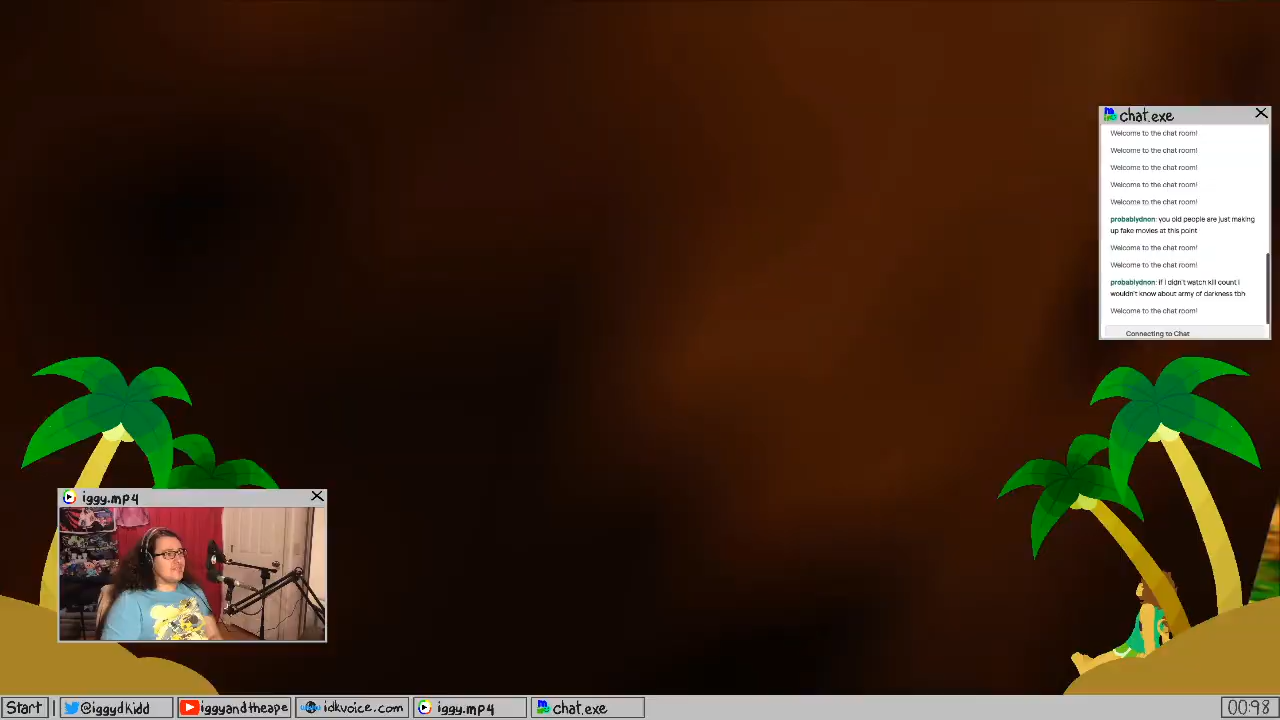 chat.exe
Welcome to the chat room!
Welcome to the chat room!
Welcome to the chat room!
Welcome to the chat room!
Welcome to the chat room!
probablydnon: you old people are just making
up fake movies at this point
Welcome to the chat room!
Welcome to the chat room!
probablydnon: if I didn't watch kill count I
wouldn't know about army of darkness tbh
Welcome to the chat room!
Connecting to Chat
iggy.mp4
Start | @iggydkidd iggyandtheape iokvoice.com iggy.mp4 chat.exe 00:98